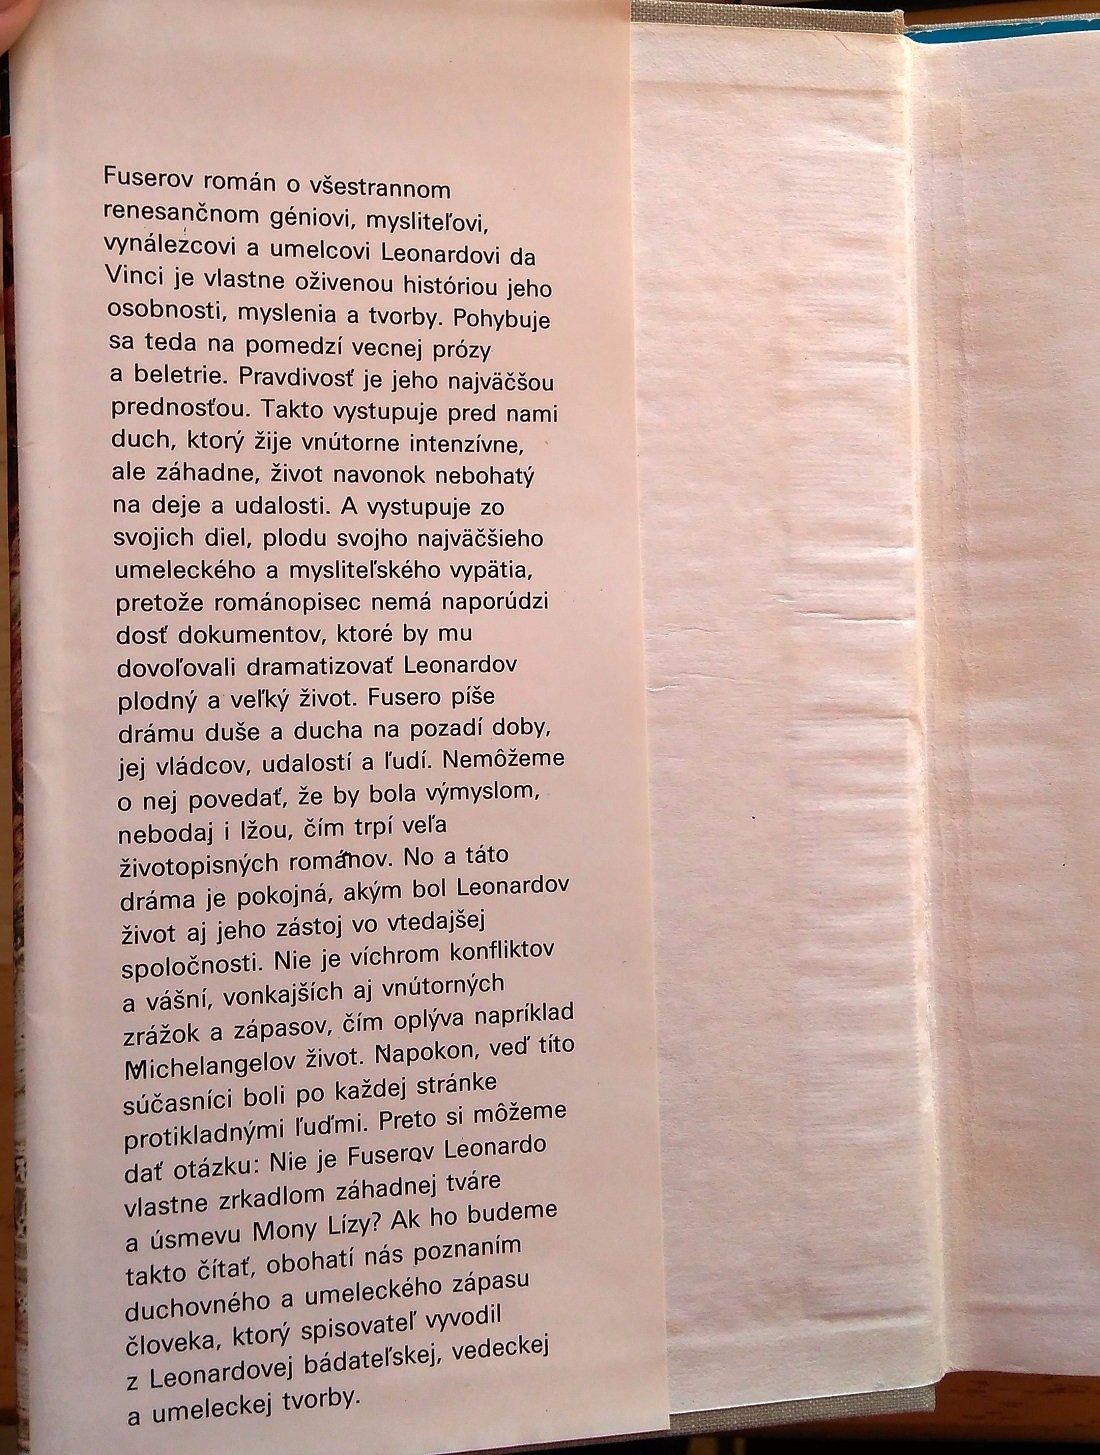 Fuserov román o všestrannom
renesančnom géniovi, mysliteľovi,
vynálezcovi a umelcovi Leonardovi da
Vinci je vlastne oživenou históriou jeho
osobnosti, myslenia a tvorby. Pohybuje
sa teda na pomedzí vecnej prózy
a beletrie. Pravdivosť je jeho najväčšou
prednosťou. Takto vystupuje pred nami
duch, ktorý žije vnútorne intenzívne,
ale záhadne, život navonok nebohatý
na deje a udalosti. A vystupuje zo
svojich diel, plodu svojho najväčšieho
umeleckého a mysliteľského vypätia,
pretože románopisec nemá naporúdzi
dosť dokumentov, ktoré by mu
dovoľovali dramatizovať Leonardov
plodný a veľký život. Fusero píše
drámu duše a ducha na pozadí doby,
jej vládcov, udalostí a ľudí. Nemôžeme
o nej povedať, že by bola výmyslom,
nebodaj i lžou, čím trpí veľa
životopisných románov. No a táto
dráma je pokojná, akým bol Leonardov
život aj jeho zástoj vo vtedajšej
spoločnosti. Nie je víchrom konfliktov
a vášní, vonkajších aj vnútorných
zrážok a zápasov, čím oplýva napríklad
Michelangelov život. Napokon, veď títo
súčasníci boli po každej stránke
protikladnými ľuďmi. Preto si môžeme
dať otázku: Nie je Fuserov Leonardo
vlastne zrkadlom záhadnej tváre
a úsmevu Mony Lízy? Ak ho budeme
takto čítať, obohatí nás poznaním
duchovného a umeleckého zápasu
človeka, ktorý spisovateľ vyvodil
z Leonardovej bádateľskej, vedeckej
a umeleckej tvorby.